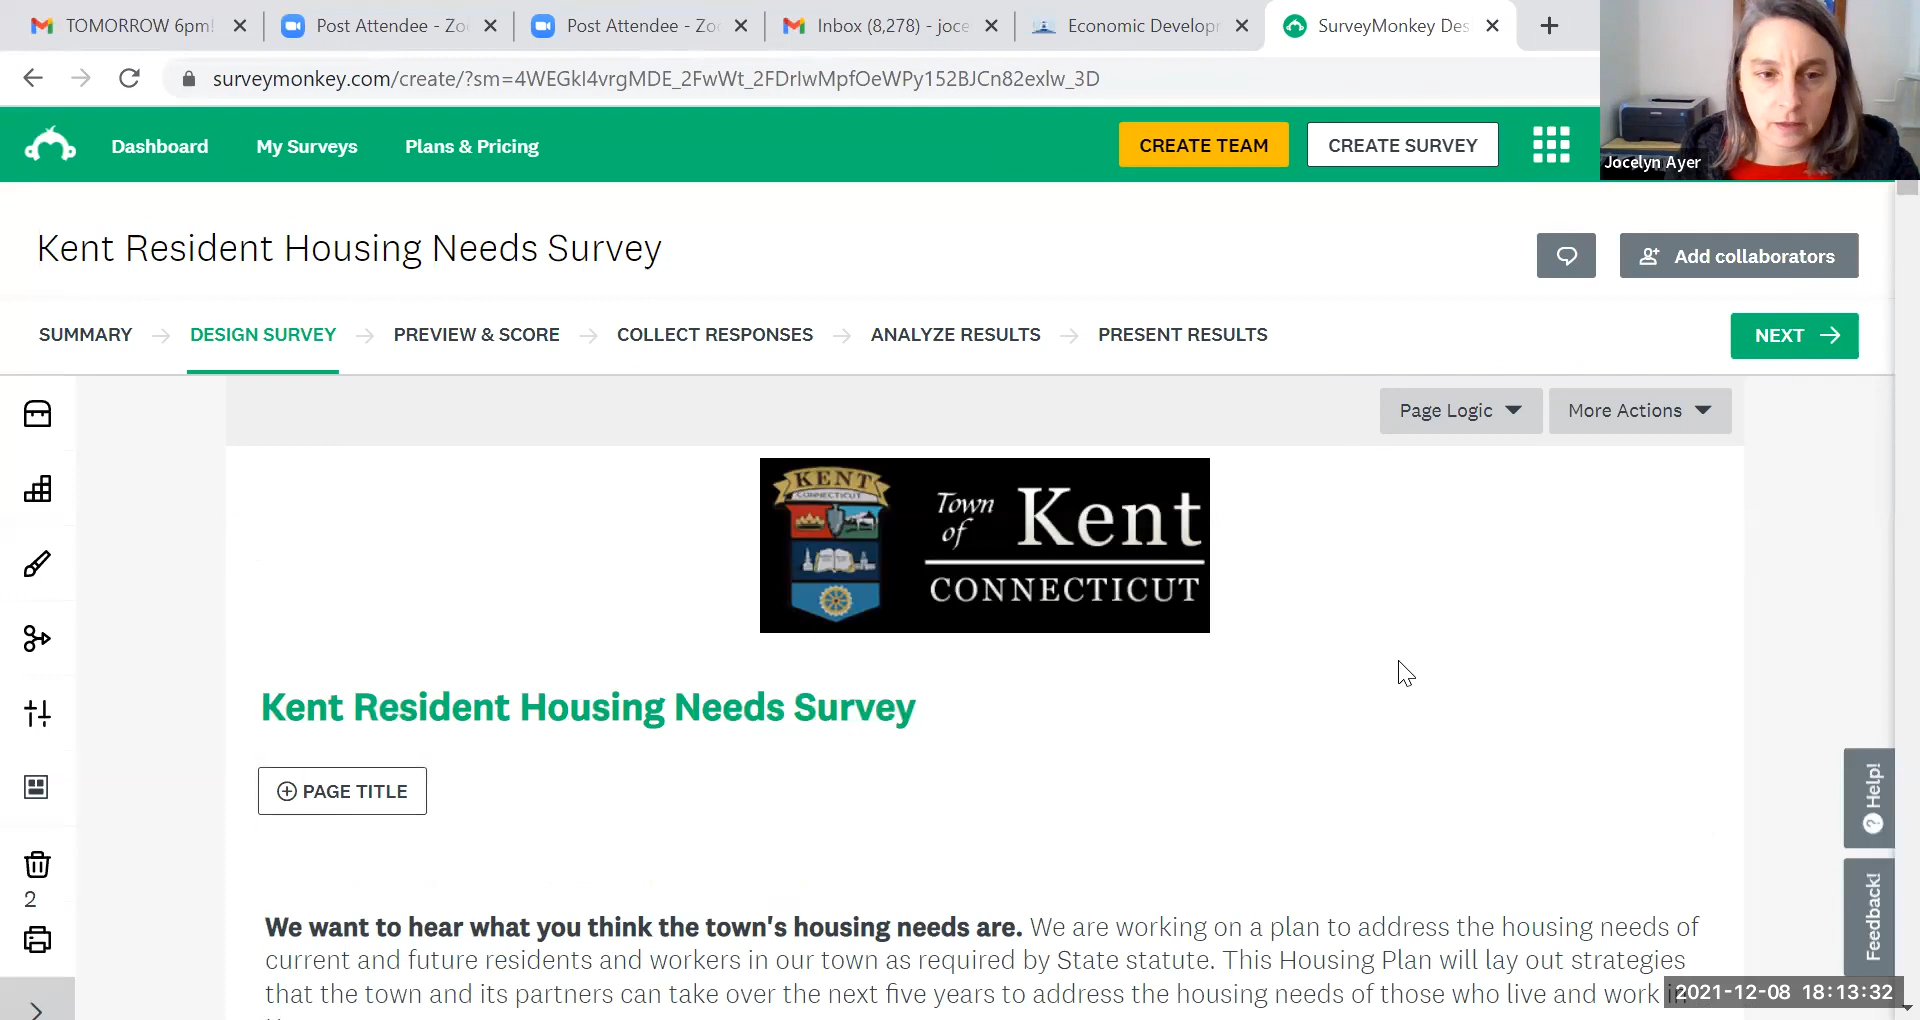 TOMORROW 6pm!
Post Attendee - Zo
Post Attendee - Zo
Inbox (8,278) - joce
Economic Develop
SurveyMonkey Des
surveymonkey.com/create/?sm=4WEGkI4vrgMDE_2FwWt_2FDrIwMpfOeWPy152BJCn82exlw_3D
Dashboard
My Surveys
Plans & Pricing
CREATE TEAM
CREATE SURVEY
Jocelyn Ayer
Kent Resident Housing Needs Survey
Add collaborators
SUMMARY
DESIGN SURVEY
PREVIEW & SCORE
COLLECT RESPONSES
ANALYZE RESULTS
PRESENT RESULTS
NEXT
Page Logic
More Actions
KENT
CONNECTICUT
Town of Kent
CONNECTICUT
Kent Resident Housing Needs Survey
PAGE TITLE
Help!
Feedback!
2
We want to hear what you think the town's housing needs are. We are working on a plan to address the housing needs of
current and future residents and workers in our town as required by State statute. This Housing Plan will lay out strategies
that the town and its partners can take over the next five years to address the housing needs of those who live and work in
2021-12-08 18:13:32